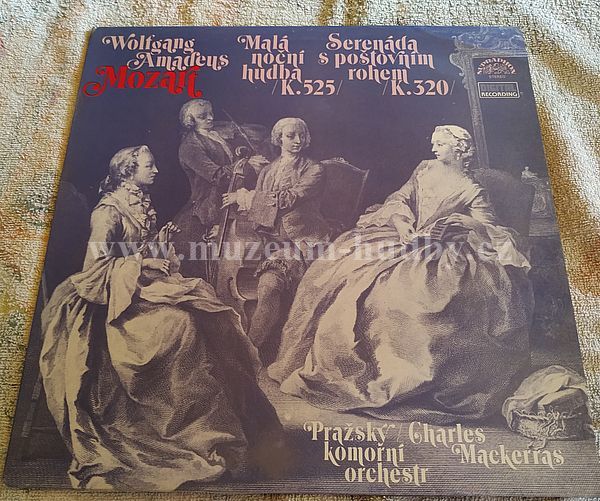 Wolfgang
Amadeus
Mozart
Malá
noční
hudba
/K.525/
Serenáda
s poštovním
rohem
/K.320/
SUPRAPHON
STEREO
DIGITAL
RECORDING
www.muzeum-hudby.cz
Pražský
komorní
orchestr
/Charles
Mackerras